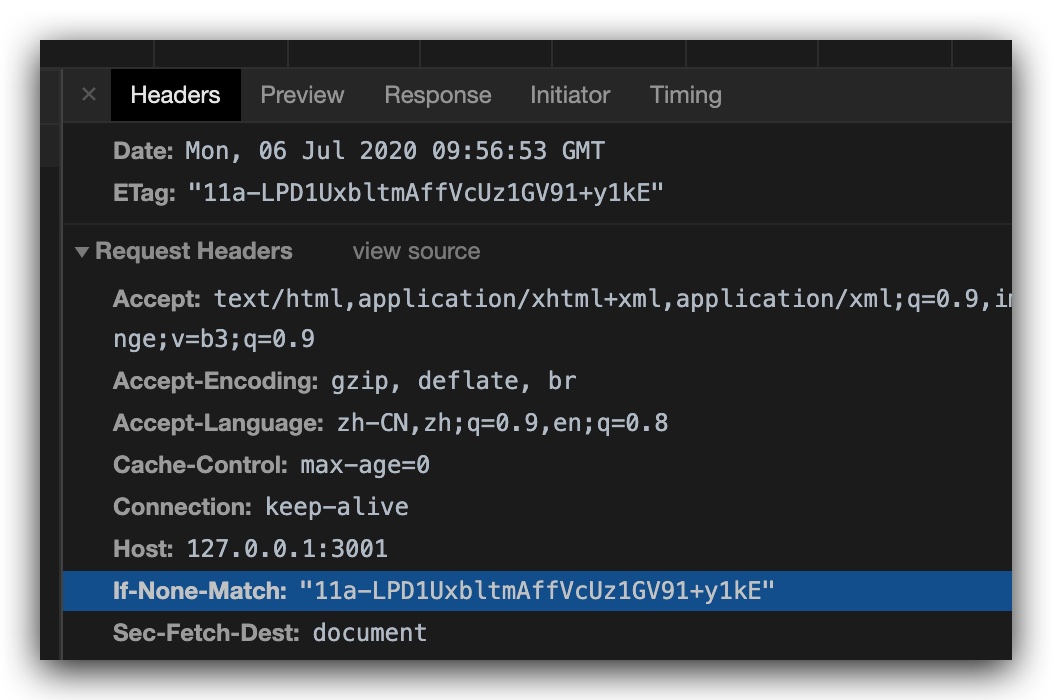 × Headers Preview Response Initiator Timing
Date: Mon, 06 Jul 2020 09:56:53 GMT
ETag: "11a-LPD1UxbltmAffVcUz1GV91+y1kE"
Request Headers view source
Accept: text/html,application/xhtml+xml,application/xml;q=0.9,
nge;v=b3;q=0.9
Accept-Encoding: gzip, deflate, br
Accept-Language: zh-CN,zh;q=0.9,en;q=0.8
Cache-Control: max-age=0
Connection: keep-alive
Host: 127.0.0.1:3001
If-None-Match: "11a-LPD1UxbltmAffVcUz1GV91+y1kE"
Sec-Fetch-Dest: document